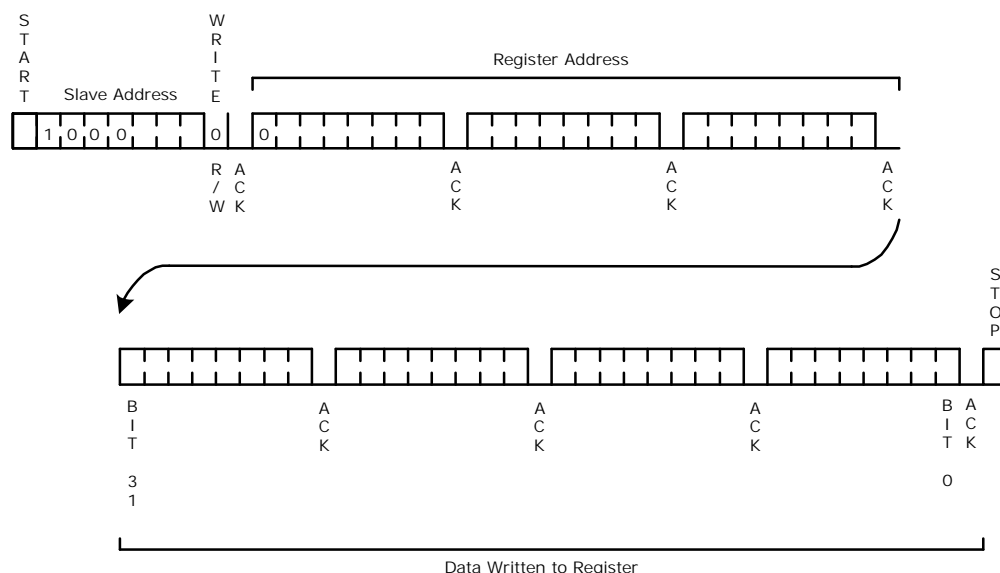 START
WRITE
Register Address
Slave Address
1 0 0 0
0
0
R/W
ACK
ACK
ACK
ACK
STOP
BIT 31
ACK
ACK
ACK
BIT 0
ACK
Data Written to Register